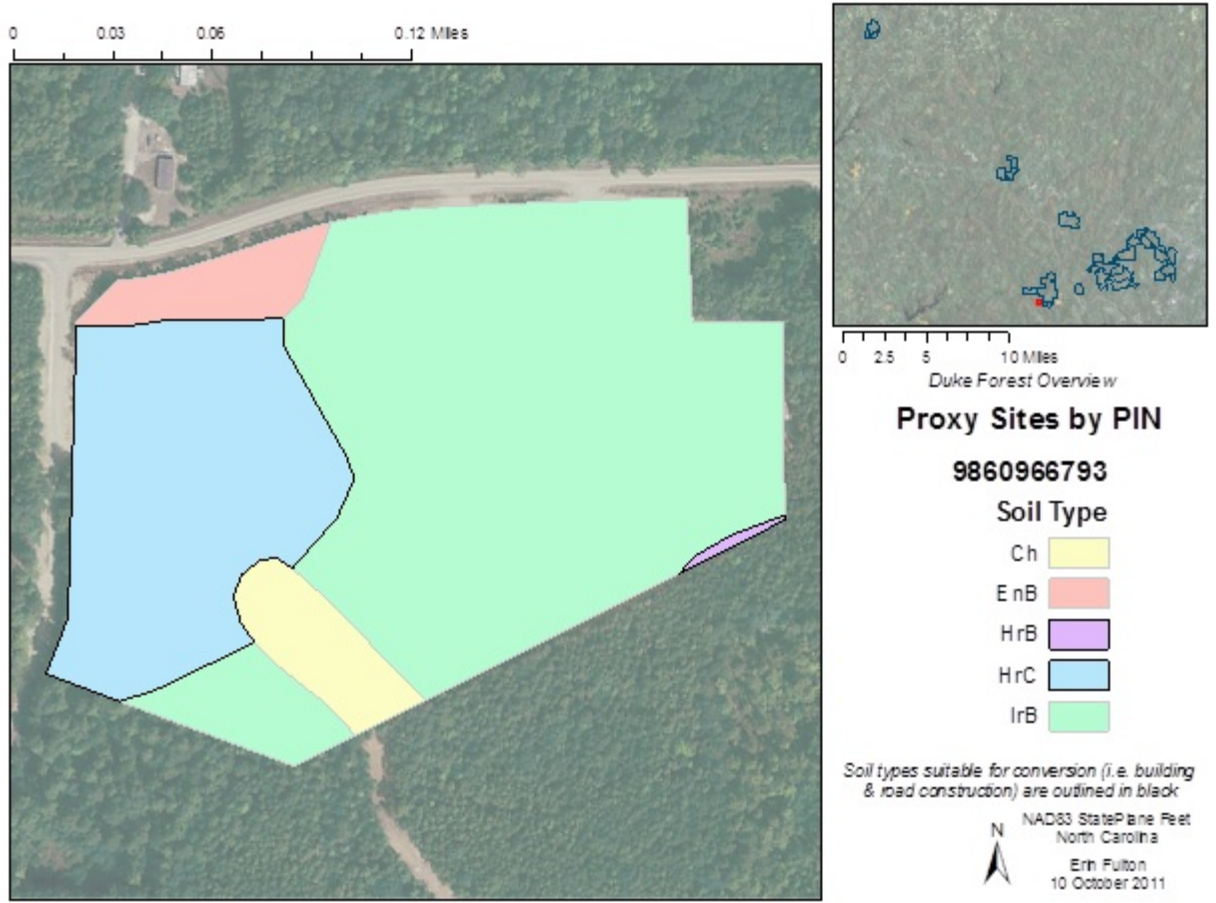 0 0.03 0.06 0.12 Miles
0 2.5 5 10 Miles
Duke Forest Overview
Proxy Sites by PIN
9860966793
Soil Type
Ch
EnB
HrB
HrC
IrB
Soil types suitable for conversion (i.e. building
& road construction) are outlined in black
N
NAD83 StatePlane Feet
North Carolina
Erin Fulton
10 October 2011